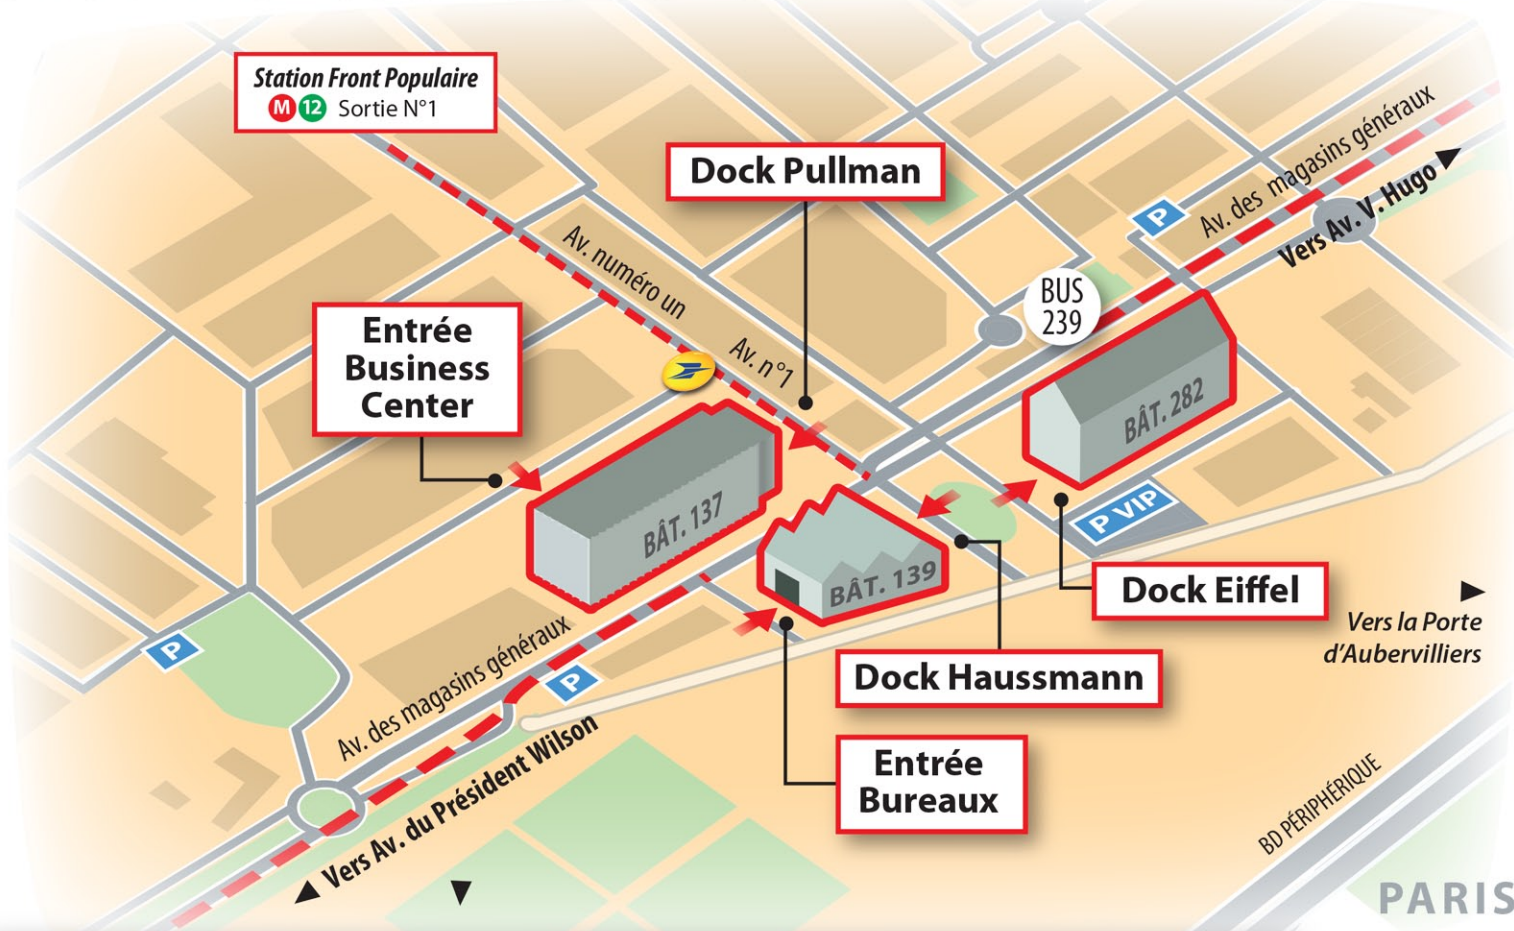 Station Front Populaire
M 12 Sortie N°1
Dock Pullman
Av. des magasins généraux
Vers Av. V. Hugo
P
Av. numéro un
BUS
239
Entrée
Business
Center
Av. n°1
BÂT. 282
BÂT. 137
P VIP
BÂT. 139
Dock Eiffel
Vers la Porte
d'Aubervilliers
P
Dock Haussmann
P
Av. des magasins généraux
Entrée
Bureaux
Vers Av. du Président Wilson
BD PÉRIPHÉRIQUE
PARIS